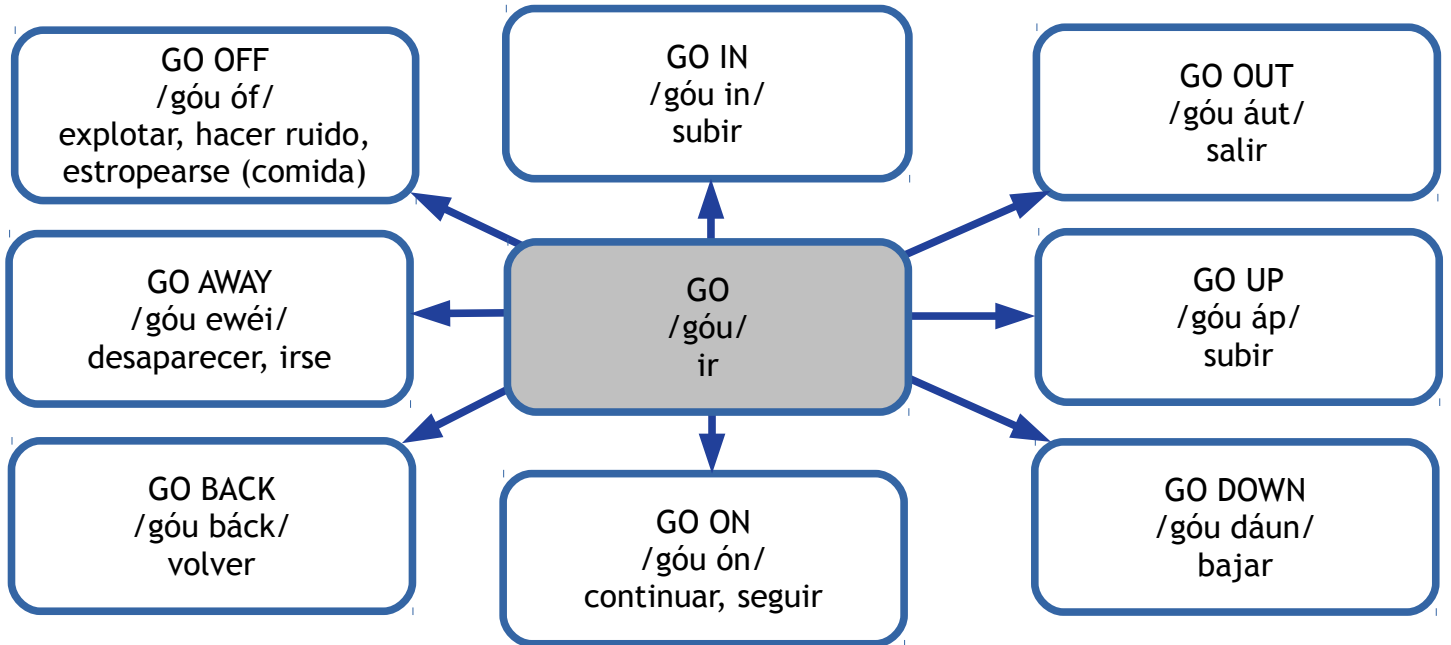 GO OFF
/góu óf/
explotar, hacer ruido,
estropearse (comida)
GO IN
/góu in/
subir
GO OUT
/góu áut/
salir
GO AWAY
/góu ewéi/
desaparecer, irse
GO
/góu/
ir
GO UP
/góu áp/
subir
GO BACK
/góu báck/
volver
GO ON
/góu ón/
continuar, seguir
GO DOWN
/góu dáun/
bajar